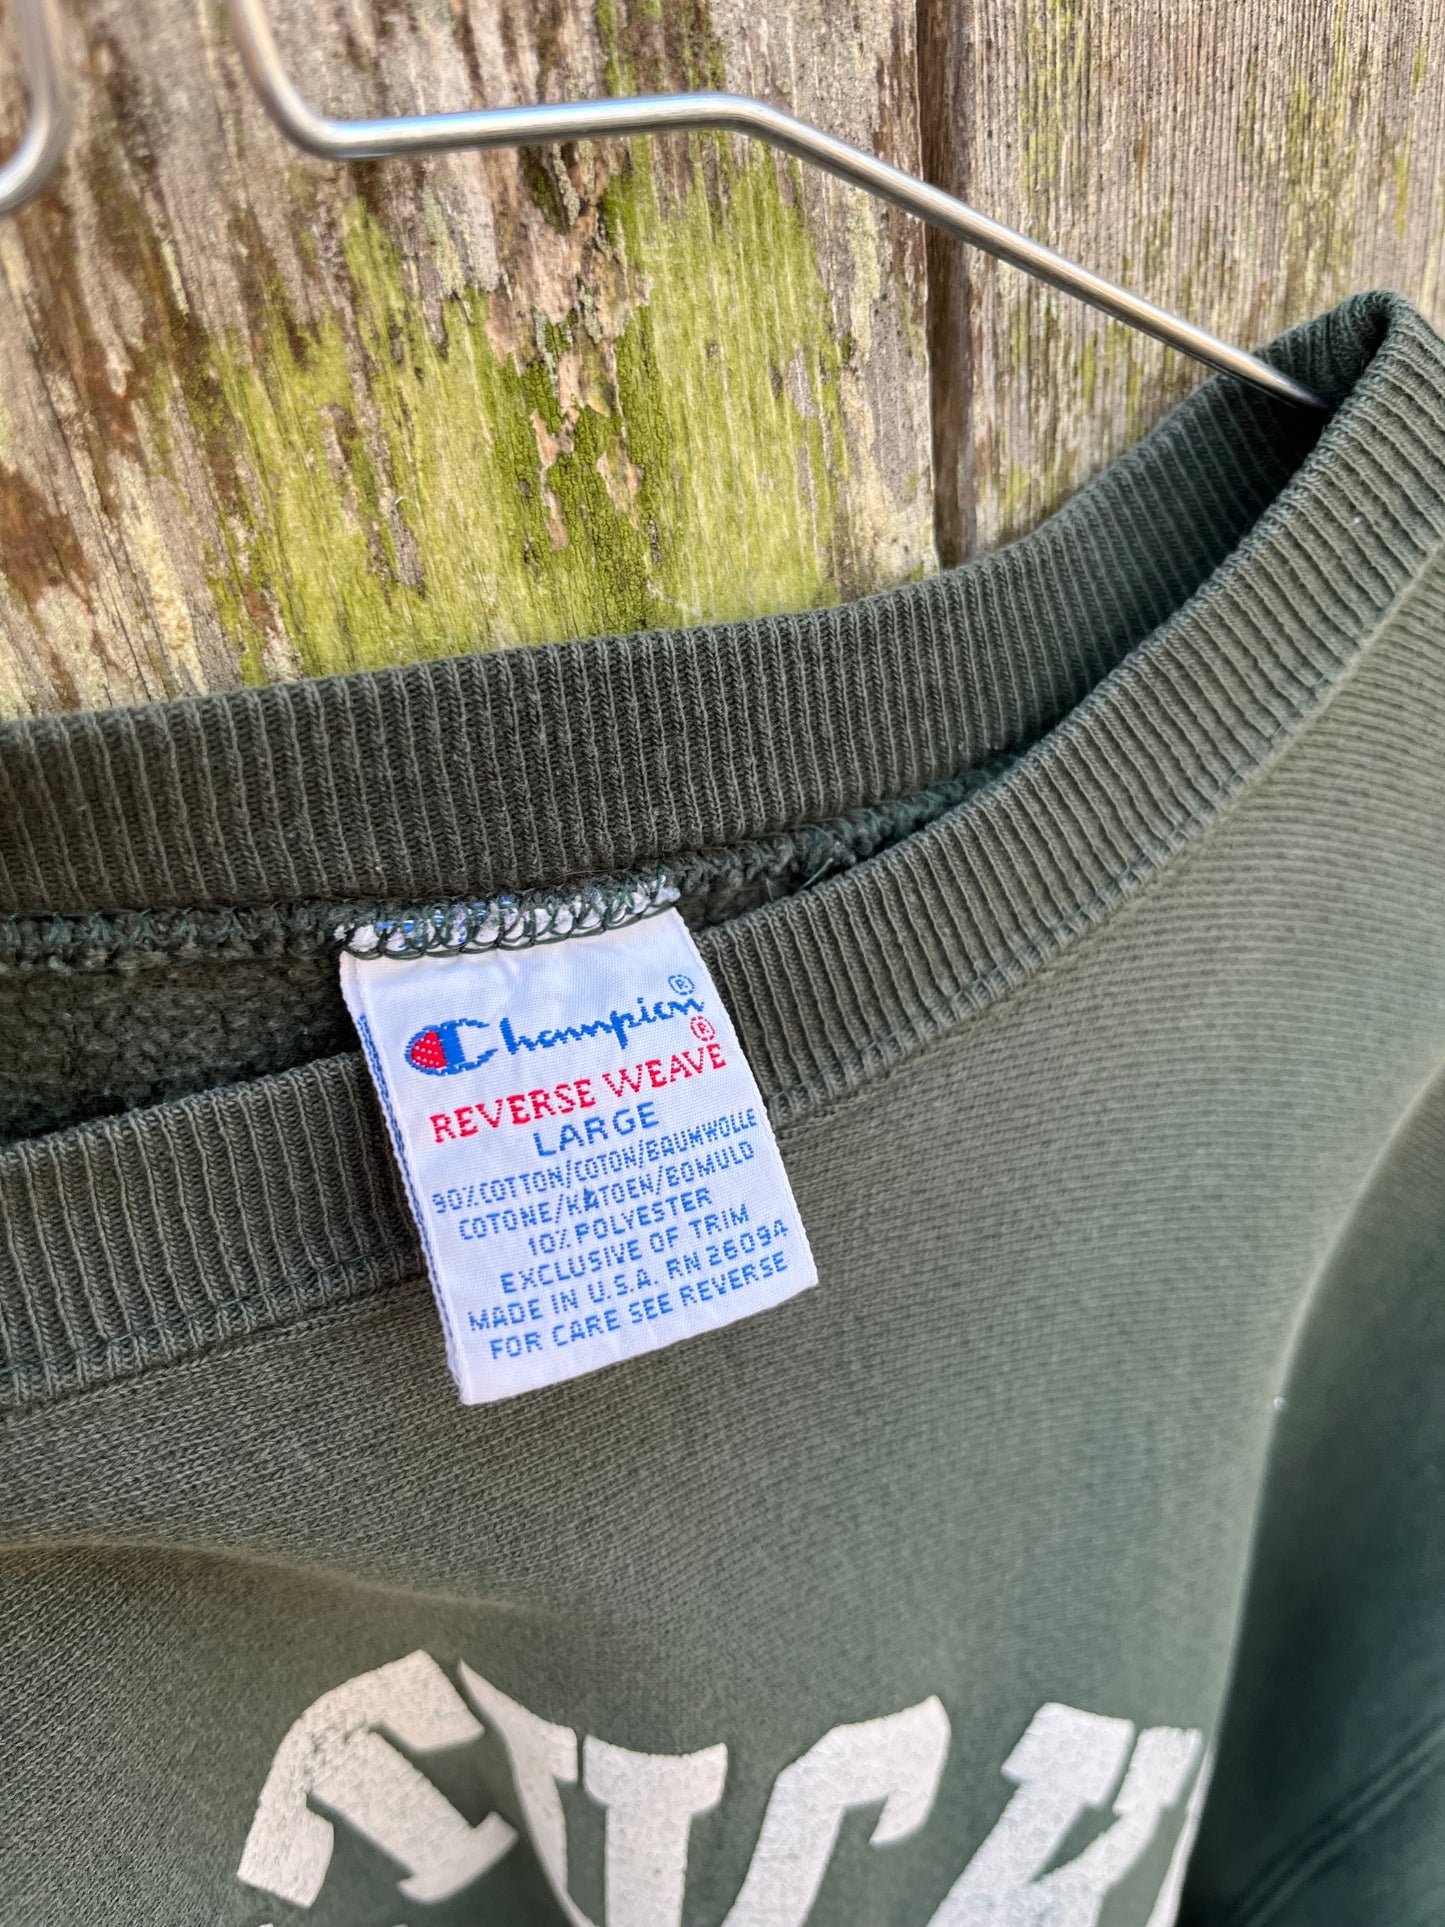 Champion®
REVERSE WEAVE®
LARGE
90% COTTON/COTON/BAUMWOLLE
COTONE/KATOEN/BOMULD
10% POLYESTER
EXCLUSIVE OF TRIM
MADE IN U.S.A. RN 26094
FOR CARE SEE REVERSE